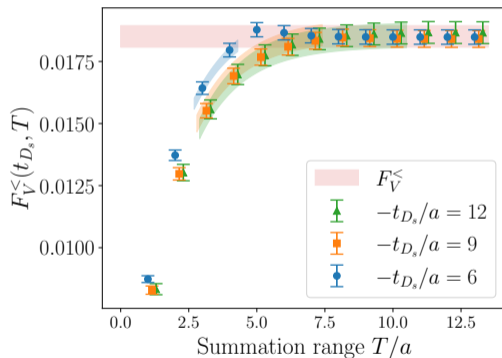 F_V^<(t_{D_s}, T)
0.0175
0.0150
0.0125
0.0100
0.0 2.5 5.0 7.5 10.0 12.5
Summation range T/a
F_V^<
−t_{D_s}/a = 12
−t_{D_s}/a = 9
−t_{D_s}/a = 6